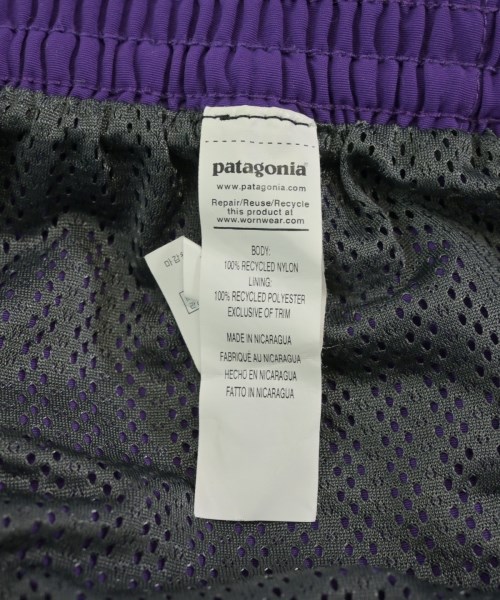 patagonia®
www.patagonia.com
Repair/Reuse/Recycle
this product at
www.wornwear.com
BODY:
100% RECYCLED NYLON
LINING:
100% RECYCLED POLYESTER
EXCLUSIVE OF TRIM
MADE IN NICARAGUA
FABRIQUÉ AU NICARAGUA
HECHO EN NICARAGUA
FATTO IN NICARAGUA